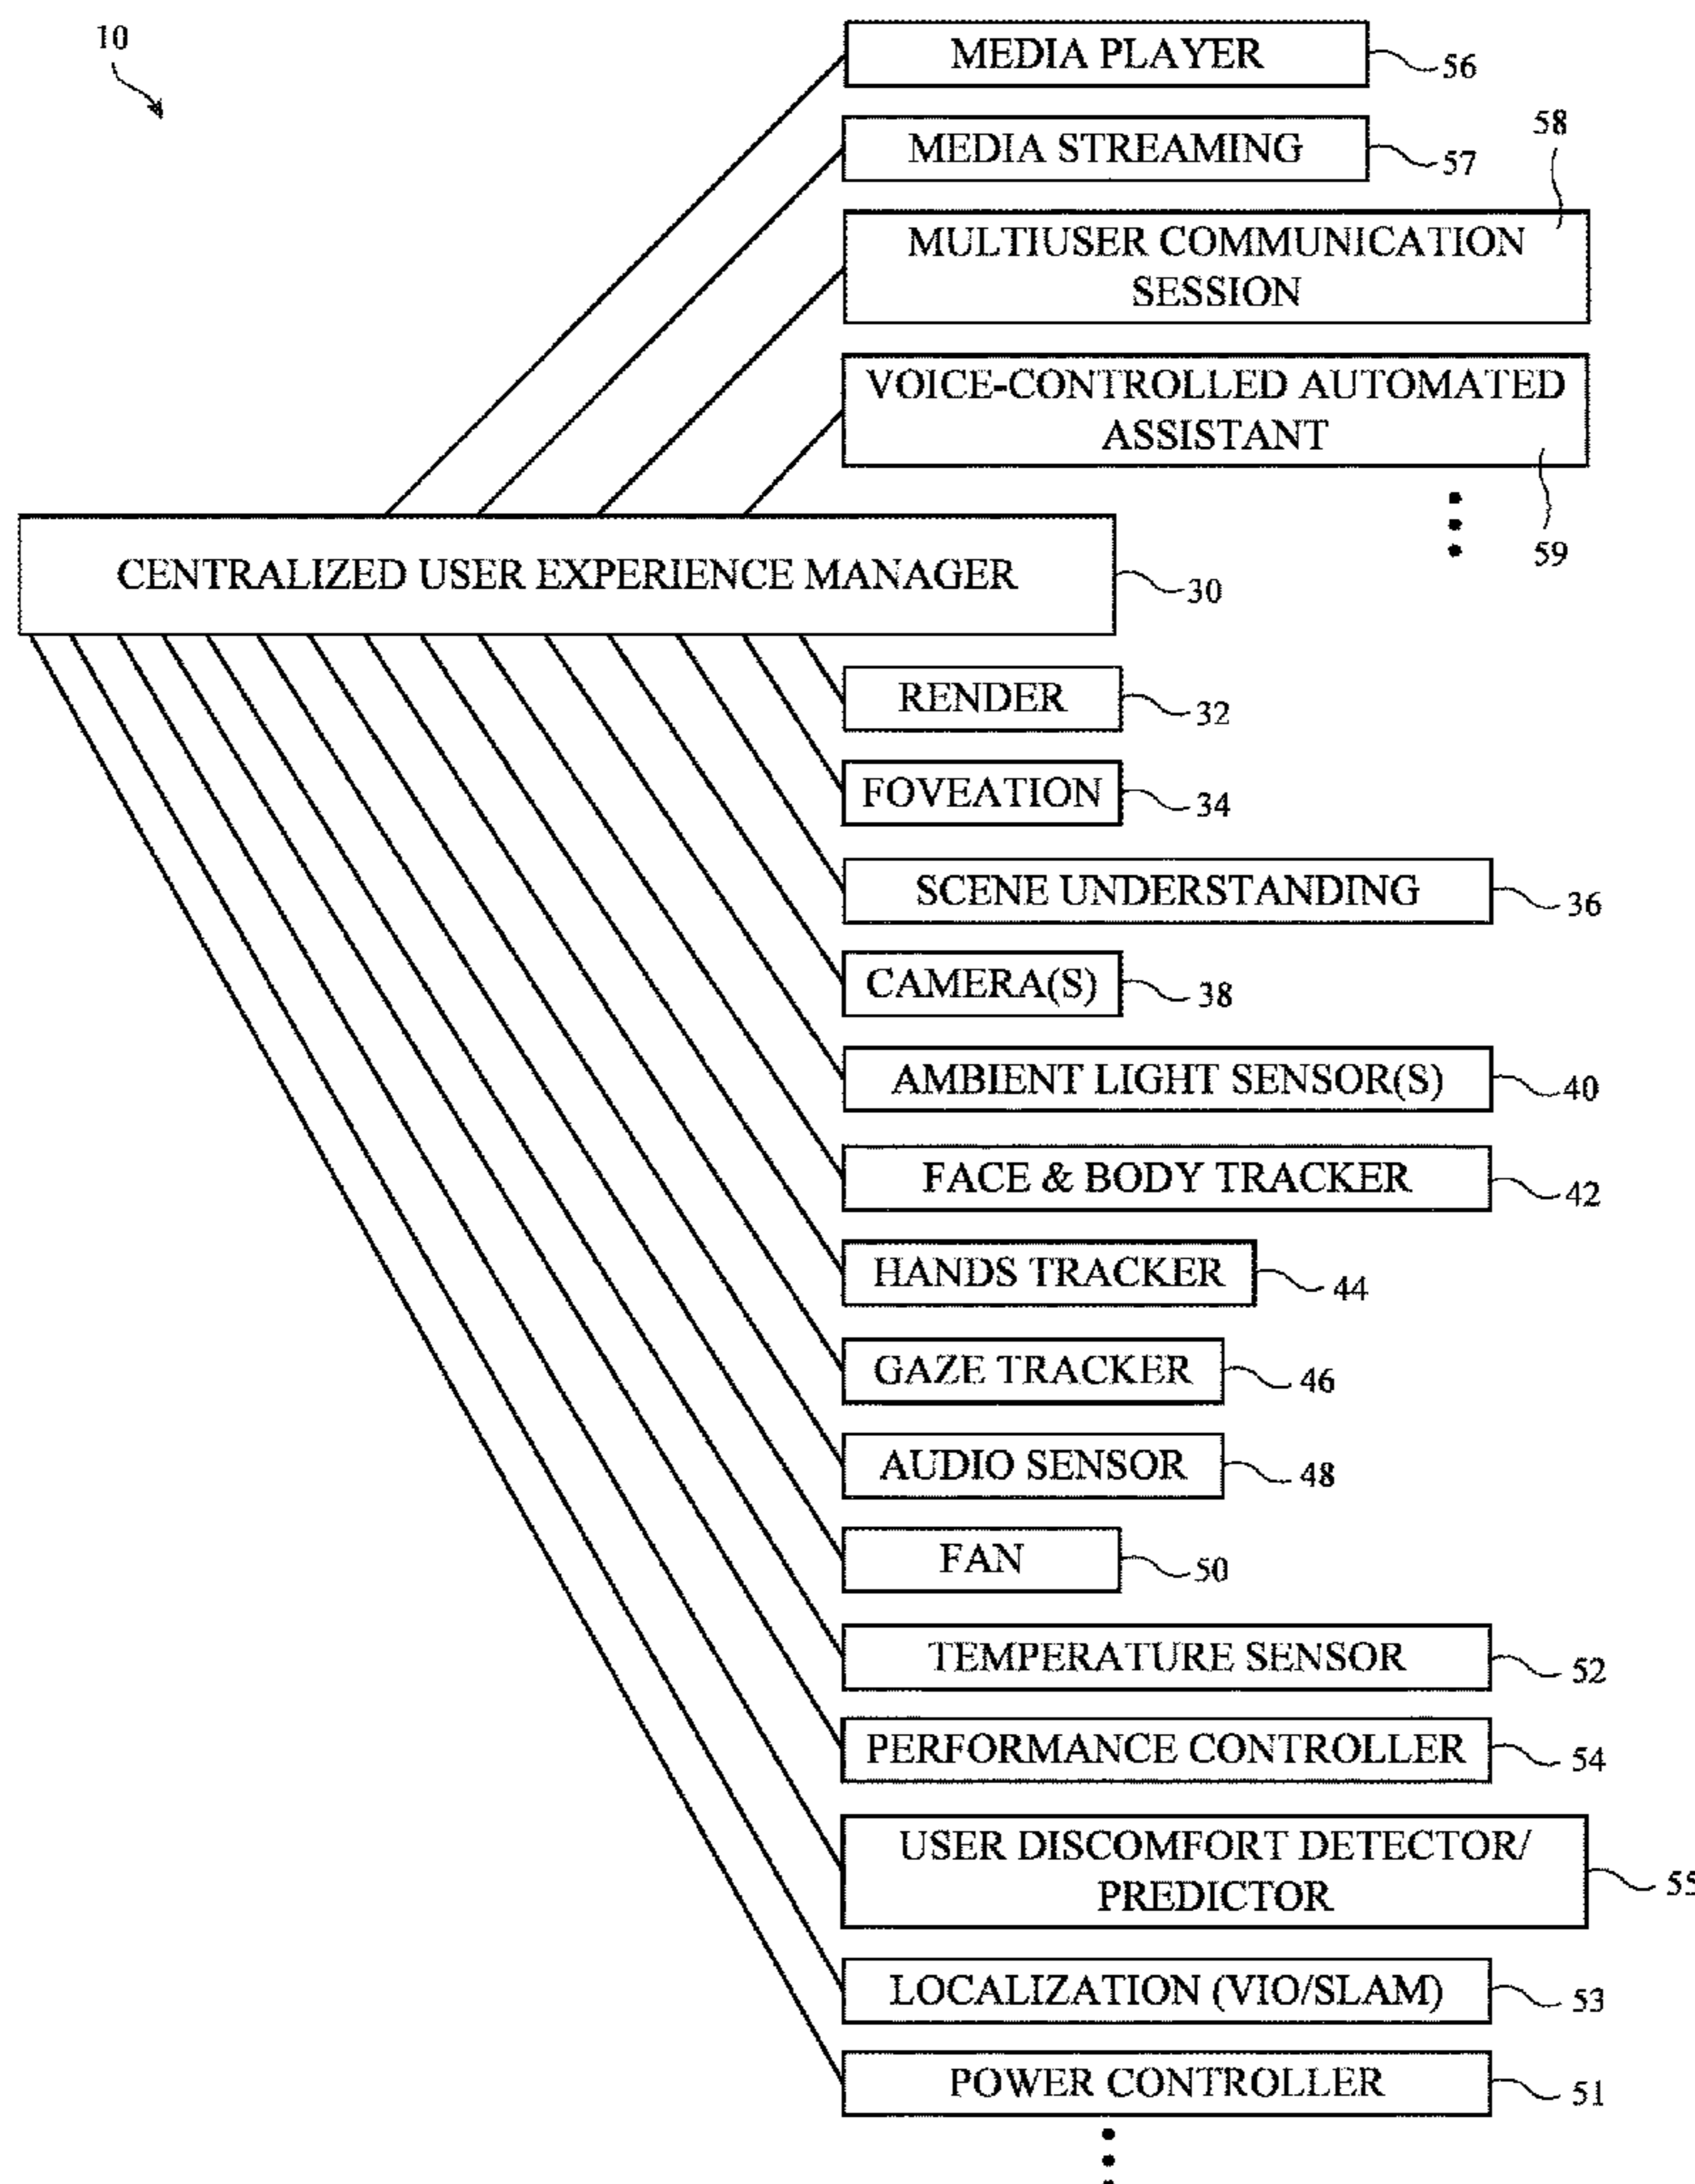 10
MEDIA PLAYER
56
MEDIA STREAMING
57
58
MULTIUSER COMMUNICATION
SESSION
VOICE-CONTROLLED AUTOMATED
ASSISTANT
59
CENTRALIZED USER EXPERIENCE MANAGER
30
RENDER
32
FOVEATION
34
SCENE UNDERSTANDING
36
CAMERA(S)
38
AMBIENT LIGHT SENSOR(S)
40
FACE & BODY TRACKER
42
HANDS TRACKER
44
GAZE TRACKER
46
AUDIO SENSOR
48
FAN
50
TEMPERATURE SENSOR
52
PERFORMANCE CONTROLLER
54
USER DISCOMFORT DETECTOR/
PREDICTOR
55
LOCALIZATION (VIO/SLAM)
53
POWER CONTROLLER
51